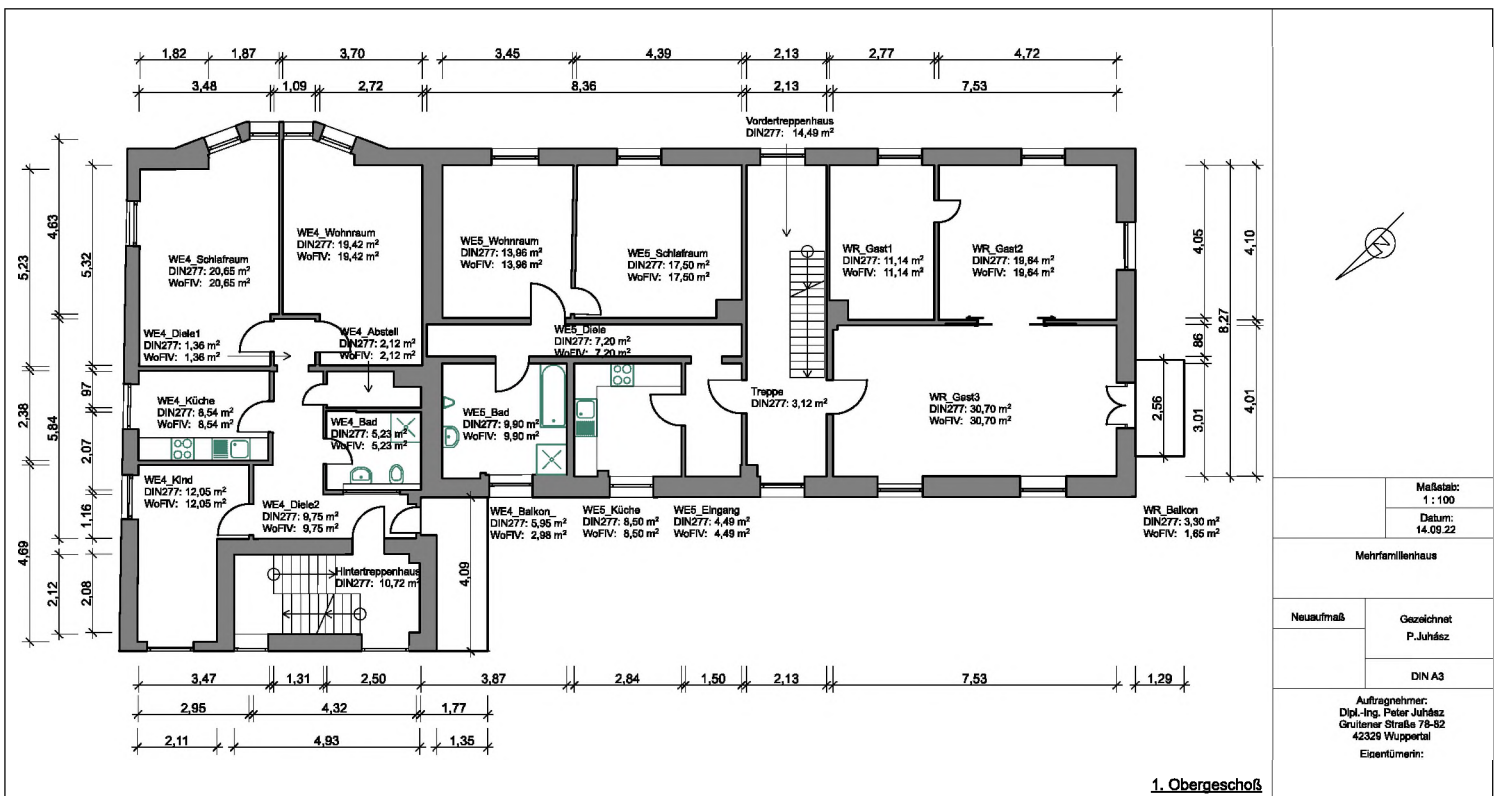 1,82 1,87 3,70 3,45 4,39 2,13 2,77 4,72
3,48 1,09 2,72 8,36 2,13 7,53
Vordertreppenhaus
DIN277: 14,49 m²
4,63
5,23
5,32
WE4_Schlafraum
DIN277: 20,65 m²
WoFlV: 20,65 m²
WE4_Wohnraum
DIN277: 19,42 m²
WoFlV: 19,42 m²
WE5_Wohnraum
DIN277: 13,96 m²
WoFlV: 13,96 m²
WE5_Schlafraum
DIN277: 17,50 m²
WoFlV: 17,50 m²
WR_Gast1
DIN277: 11,14 m²
WoFlV: 11,14 m²
WR_Gast2
DIN277: 19,64 m²
WoFlV: 19,64 m²
4,05
4,10
8,27
86
4,01
3,01
2,56
WE4_Diele1
DIN277: 1,36 m²
WoFlV: 1,36 m²
WE4_Abstell
DIN277: 2,12 m²
WoFlV: 2,12 m²
WE5_Diele
DIN277: 7,20 m²
WoFlV: 7,20 m²
2,38
5,84
97
2,07
WE4_Küche
DIN277: 8,54 m²
WoFlV: 8,54 m²
WE4_Bad
DIN277: 5,23 m²
WoFlV: 5,23 m²
WE5_Bad
DIN277: 9,90 m²
WoFlV: 9,90 m²
Treppe
DIN277: 3,12 m²
WR_Gast3
DIN277: 30,70 m²
WoFlV: 30,70 m²
WE4_Kind
DIN277: 12,05 m²
WoFlV: 12,05 m²
WE4_Diele2
DIN277: 9,75 m²
WoFlV: 9,75 m²
WE4_Balkon_
DIN277: 5,95 m²
WoFlV: 2,98 m²
WE5_Küche
DIN277: 8,50 m²
WoFlV: 8,50 m²
WE5_Eingang
DIN277: 4,49 m²
WoFlV: 4,49 m²
WR_Balkon
DIN277: 3,30 m²
WoFlV: 1,65 m²
1,16
4,69
2,12
2,08
Hintertreppenhaus
DIN277: 10,72 m²
4,09
3,47 1,31 2,50 3,87 2,84 1,50 2,13 7,53 1,29
2,95 4,32 1,77
2,11 4,93 1,35
1. Obergeschoß
N
Maßstab:
1 : 100
Datum:
14.09.22
Mehrfamilienhaus
Neuaufmaß
Gezeichnet
P.Juhász
DIN A3
Auftragnehmer:
Dipl.-Ing. Peter Juhász
Gruitener Straße 78-82
42329 Wuppertal
Eigentümerin: